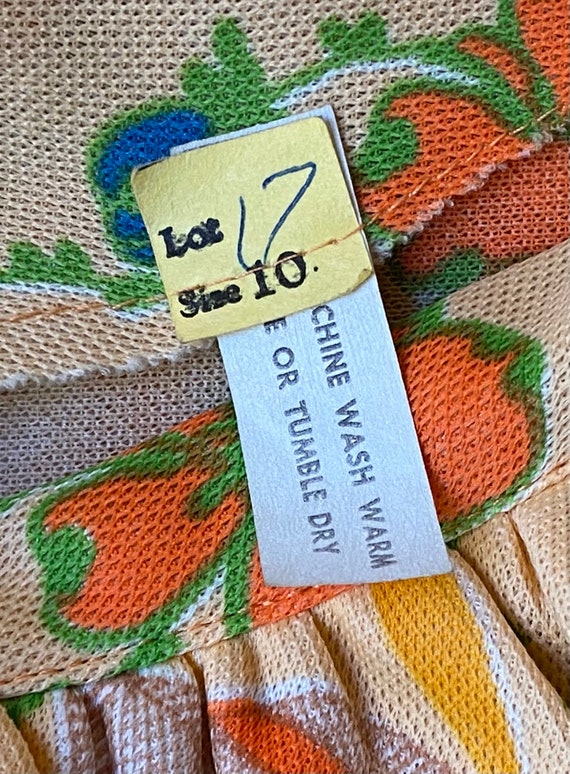 Lot 17
Size 10.
CHINE WASH WARM
E OR TUMBLE DRY